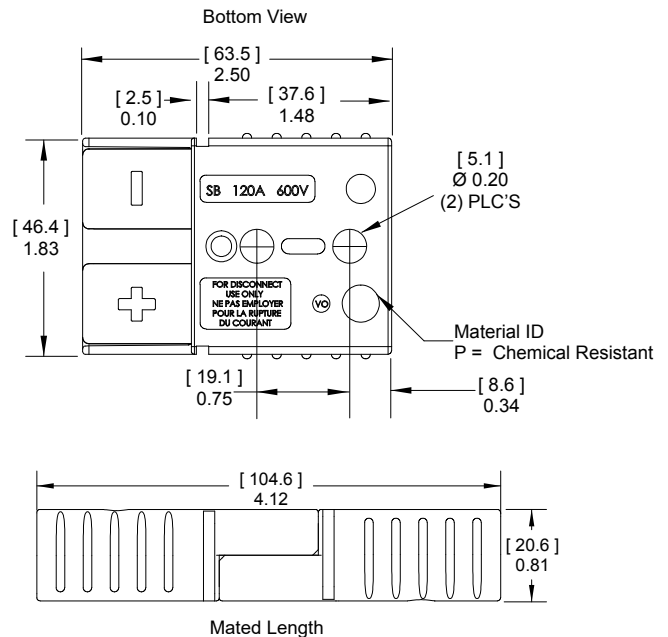 Bottom View
[ 63.5 ]
2.50
[ 2.5 ]
0.10
[ 37.6 ]
1.48
[ 5.1 ]
Ø 0.20
(2) PLC'S
[ 46.4 ]
1.83
SB 120A 600V
FOR DISCONNECT
USE ONLY
NE PAS EMPLOYER
POUR LA RUPTURE
DU COURANT
VO
Material ID
P = Chemical Resistant
[ 19.1 ]
0.75
[ 8.6 ]
0.34
[ 104.6 ]
4.12
[ 20.6 ]
0.81
Mated Length